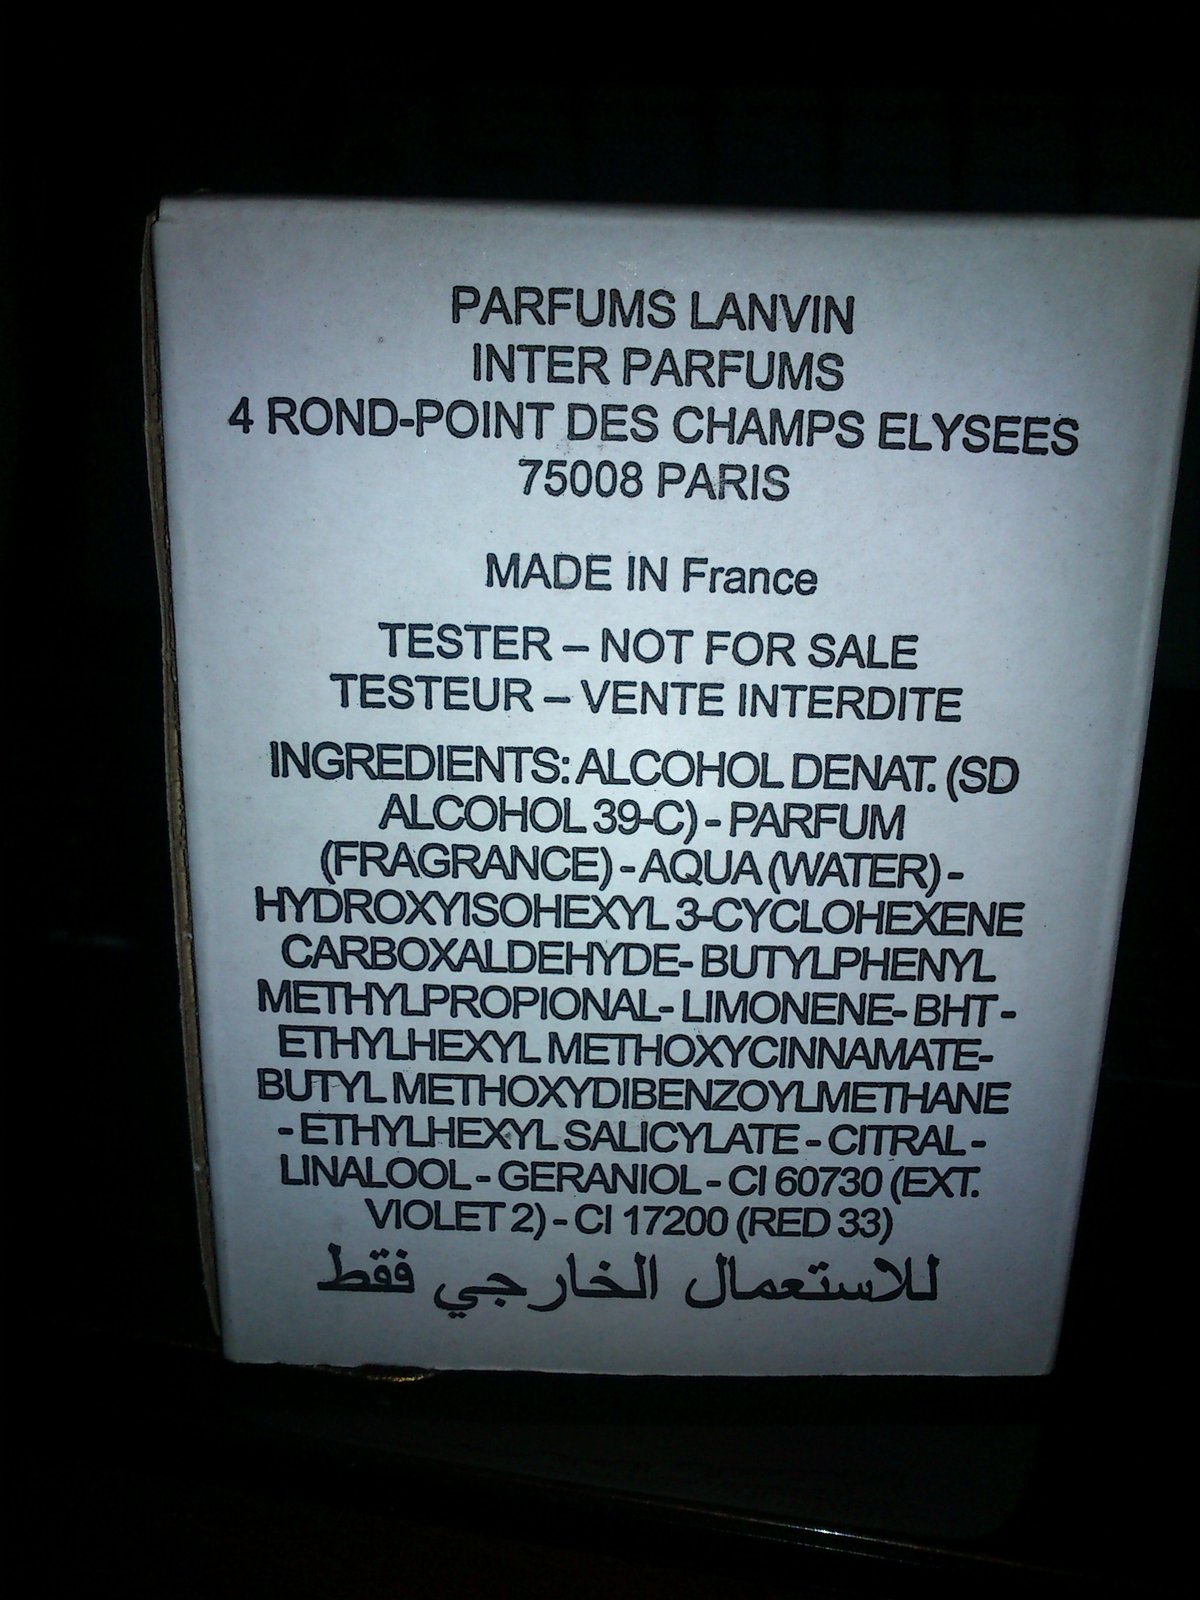 PARFUMS LANVIN
INTER PARFUMS
4 ROND-POINT DES CHAMPS ELYSEES
75008 PARIS
MADE IN France
TESTER – NOT FOR SALE
TESTEUR – VENTE INTERDITE
INGREDIENTS: ALCOHOL DENAT. (SD
ALCOHOL 39-C) - PARFUM
(FRAGRANCE) - AQUA (WATER) -
HYDROXYISOHEXYL 3-CYCLOHEXENE
CARBOXALDEHYDE- BUTYLPHENYL
METHYLPROPIONAL- LIMONENE- BHT -
ETHYLHEXYL METHOXYCINNAMATE-
BUTYL METHOXYDIBENZOYLMETHANE
- ETHYLHEXYL SALICYLATE - CITRAL -
LINALOOL - GERANIOL - CI 60730 (EXT.
VIOLET 2) - CI 17200 (RED 33)
للاستعمال الخارجي فقط